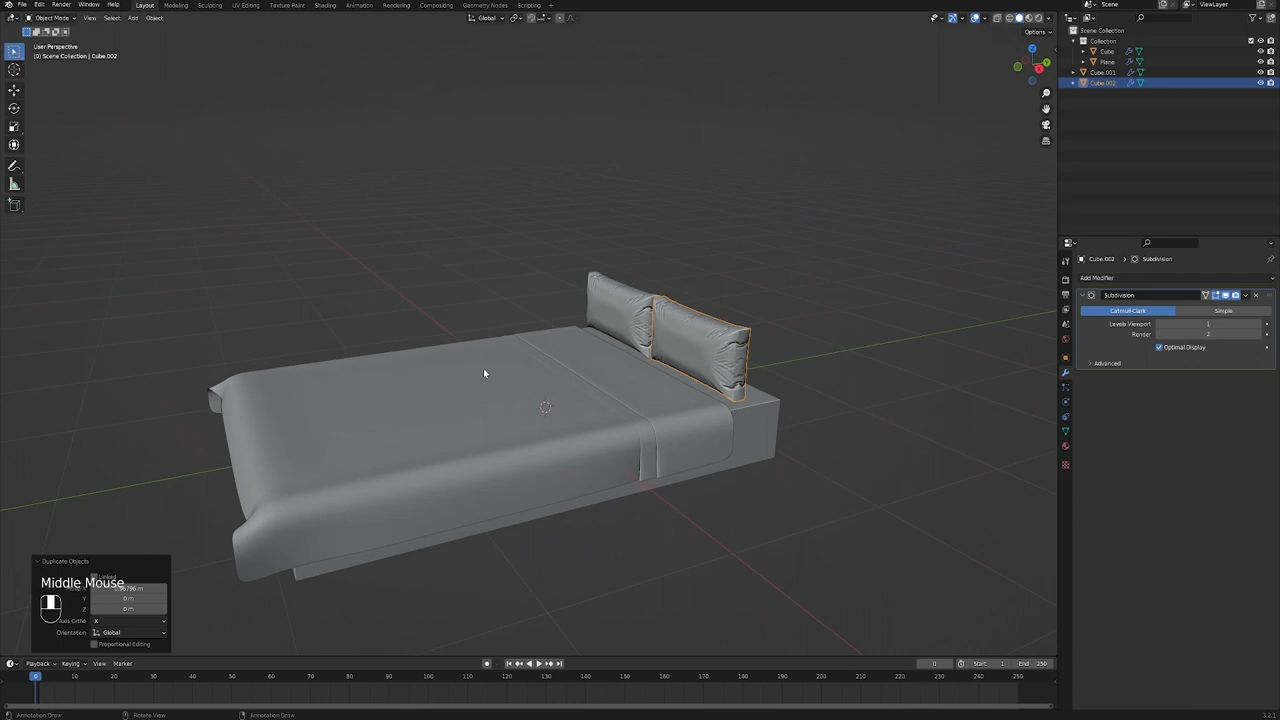 File Edit Render Window Help Layout Modeling Sculpting UV Editing Texture Paint Shading Animation Rendering Compositing Geometry Nodes Scripting Scene ViewLayer
Object Mode View Select Add Object Global
Options
User Perspective
(0) Scene Collection | Cube.002
Scene Collection
Collection
Cube
Plane
Cube.001
Cube.002
Cube.002 > Subdivision
Add Modifier
Subdivision
Catmull-Clark Simple
Levels Viewport 1
Render 2
Optimal Display
Advanced
Duplicate Objects
Linked
Middle Mouse
Y 0 m
Z 0 m
Axis Ortho X
Orientation Global
Proportional Editing
Playback Keying View Marker 0 Start 1 End 250
0 10 20 30 40 50 60 70 80 90 100 110 120 130 140 150 160 170 180 190 200 210 220 230 240 250
Annotation Draw Rotate View Annotation Draw 3.2.1